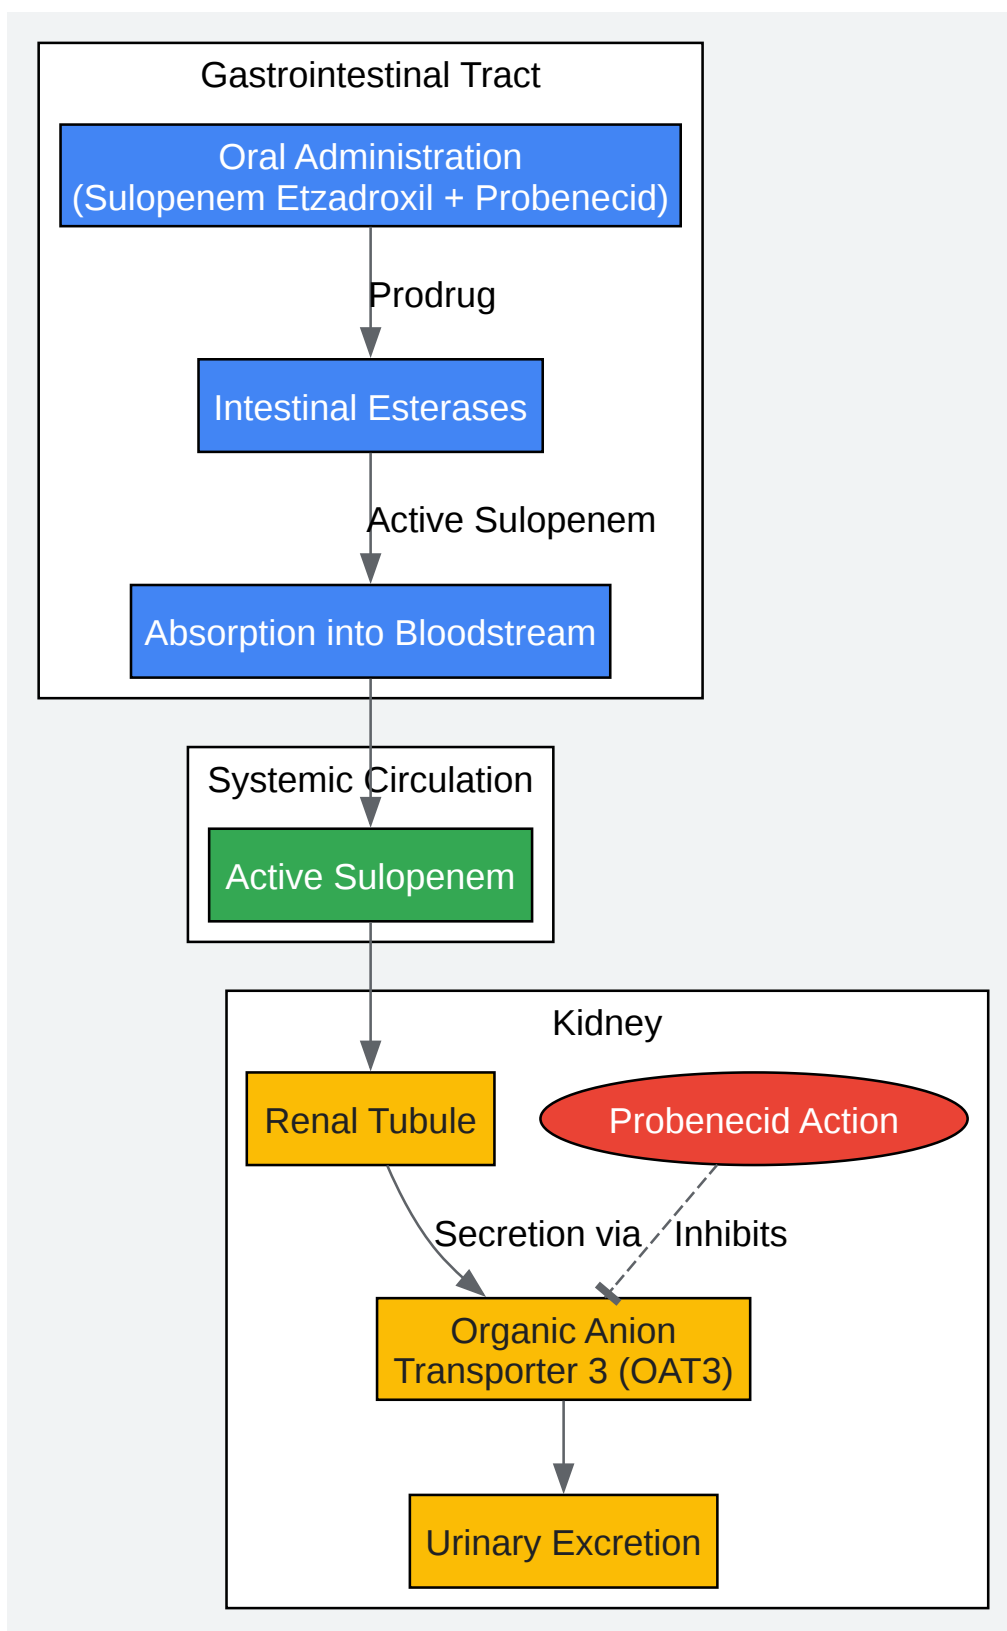 Gastrointestinal Tract
Oral Administration
(Sulopenem Etzadroxil + Probenecid)
Prodrug
Intestinal Esterases
Active Sulopenem
Absorption into Bloodstream
Systemic Circulation
Active Sulopenem
Kidney
Renal Tubule
Probenecid Action
Secretion via
Inhibits
Organic Anion
Transporter 3 (OAT3)
Urinary Excretion